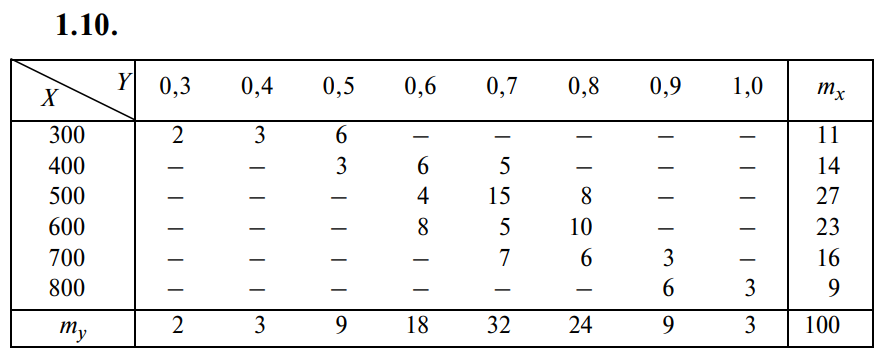 1.10.
X Y 0,3 0,4 0,5 0,6 0,7 0,8 0,9 1,0 mₓ
300 2 3 6 – – – – – 11
400 – – 3 6 5 – – – 14
500 – – – 4 15 8 – – 27
600 – – – 8 5 10 – – 23
700 – – – – 7 6 3 – 16
800 – – – – – – 6 3 9
m_y 2 3 9 18 32 24 9 3 100